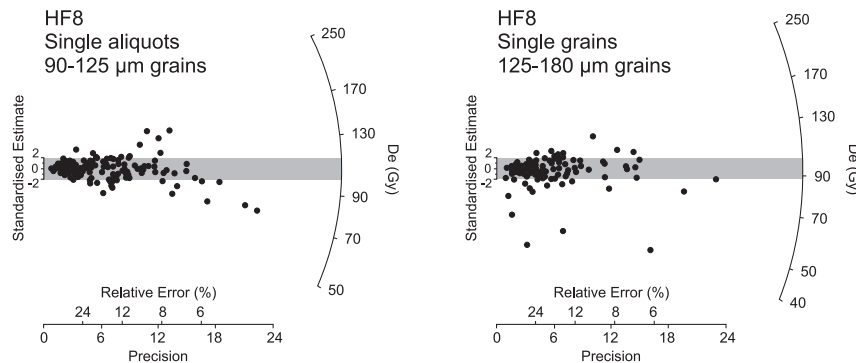 HF8
Single aliquots
90-125 µm grains
250
170
130
90
70
50
De (Gy)
Standardised Estimate
2
0
-2
Relative Error (%)
24 12 8 6
0 6 12 18 24
Precision
HF8
Single grains
125-180 µm grains
250
170
130
90
70
50
40
De (Gy)
Standardised Estimate
2
0
-2
Relative Error (%)
24 12 8 6
0 6 12 18 24
Precision